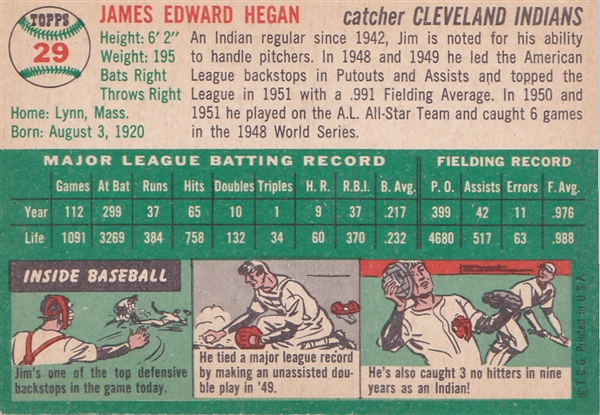 TOPPS
29
JAMES EDWARD HEGAN catcher CLEVELAND INDIANS
Height: 6' 2"
Weight: 195
Bats Right
Throws Right
Home: Lynn, Mass.
Born: August 3, 1920
An Indian regular since 1942, Jim is noted for his ability
to handle pitchers. In 1948 and 1949 he led the American
League backstops in Putouts and Assists and topped the
League in 1951 with a .991 Fielding Average. In 1950 and
1951 he played on the A.L. All-Star Team and caught 6 games
in the 1948 World Series.
MAJOR LEAGUE BATTING RECORD FIELDING RECORD
Games At Bat Runs Hits Doubles Triples H. R. R.B.I. B. Avg. P. O. Assists Errors F. Avg.
Year 112 299 37 65 10 1 9 37 .217 399 42 11 .976
Life 1091 3269 384 758 132 34 60 370 .232 4680 517 63 .988
INSIDE BASEBALL
Jim's one of the top defensive
backstops in the game today.
He tied a major league record
by making an unassisted
double play in '49.
He's also caught 3 no hitters in nine
years as an Indian!
© T.C.G. Printed in U.S.A.